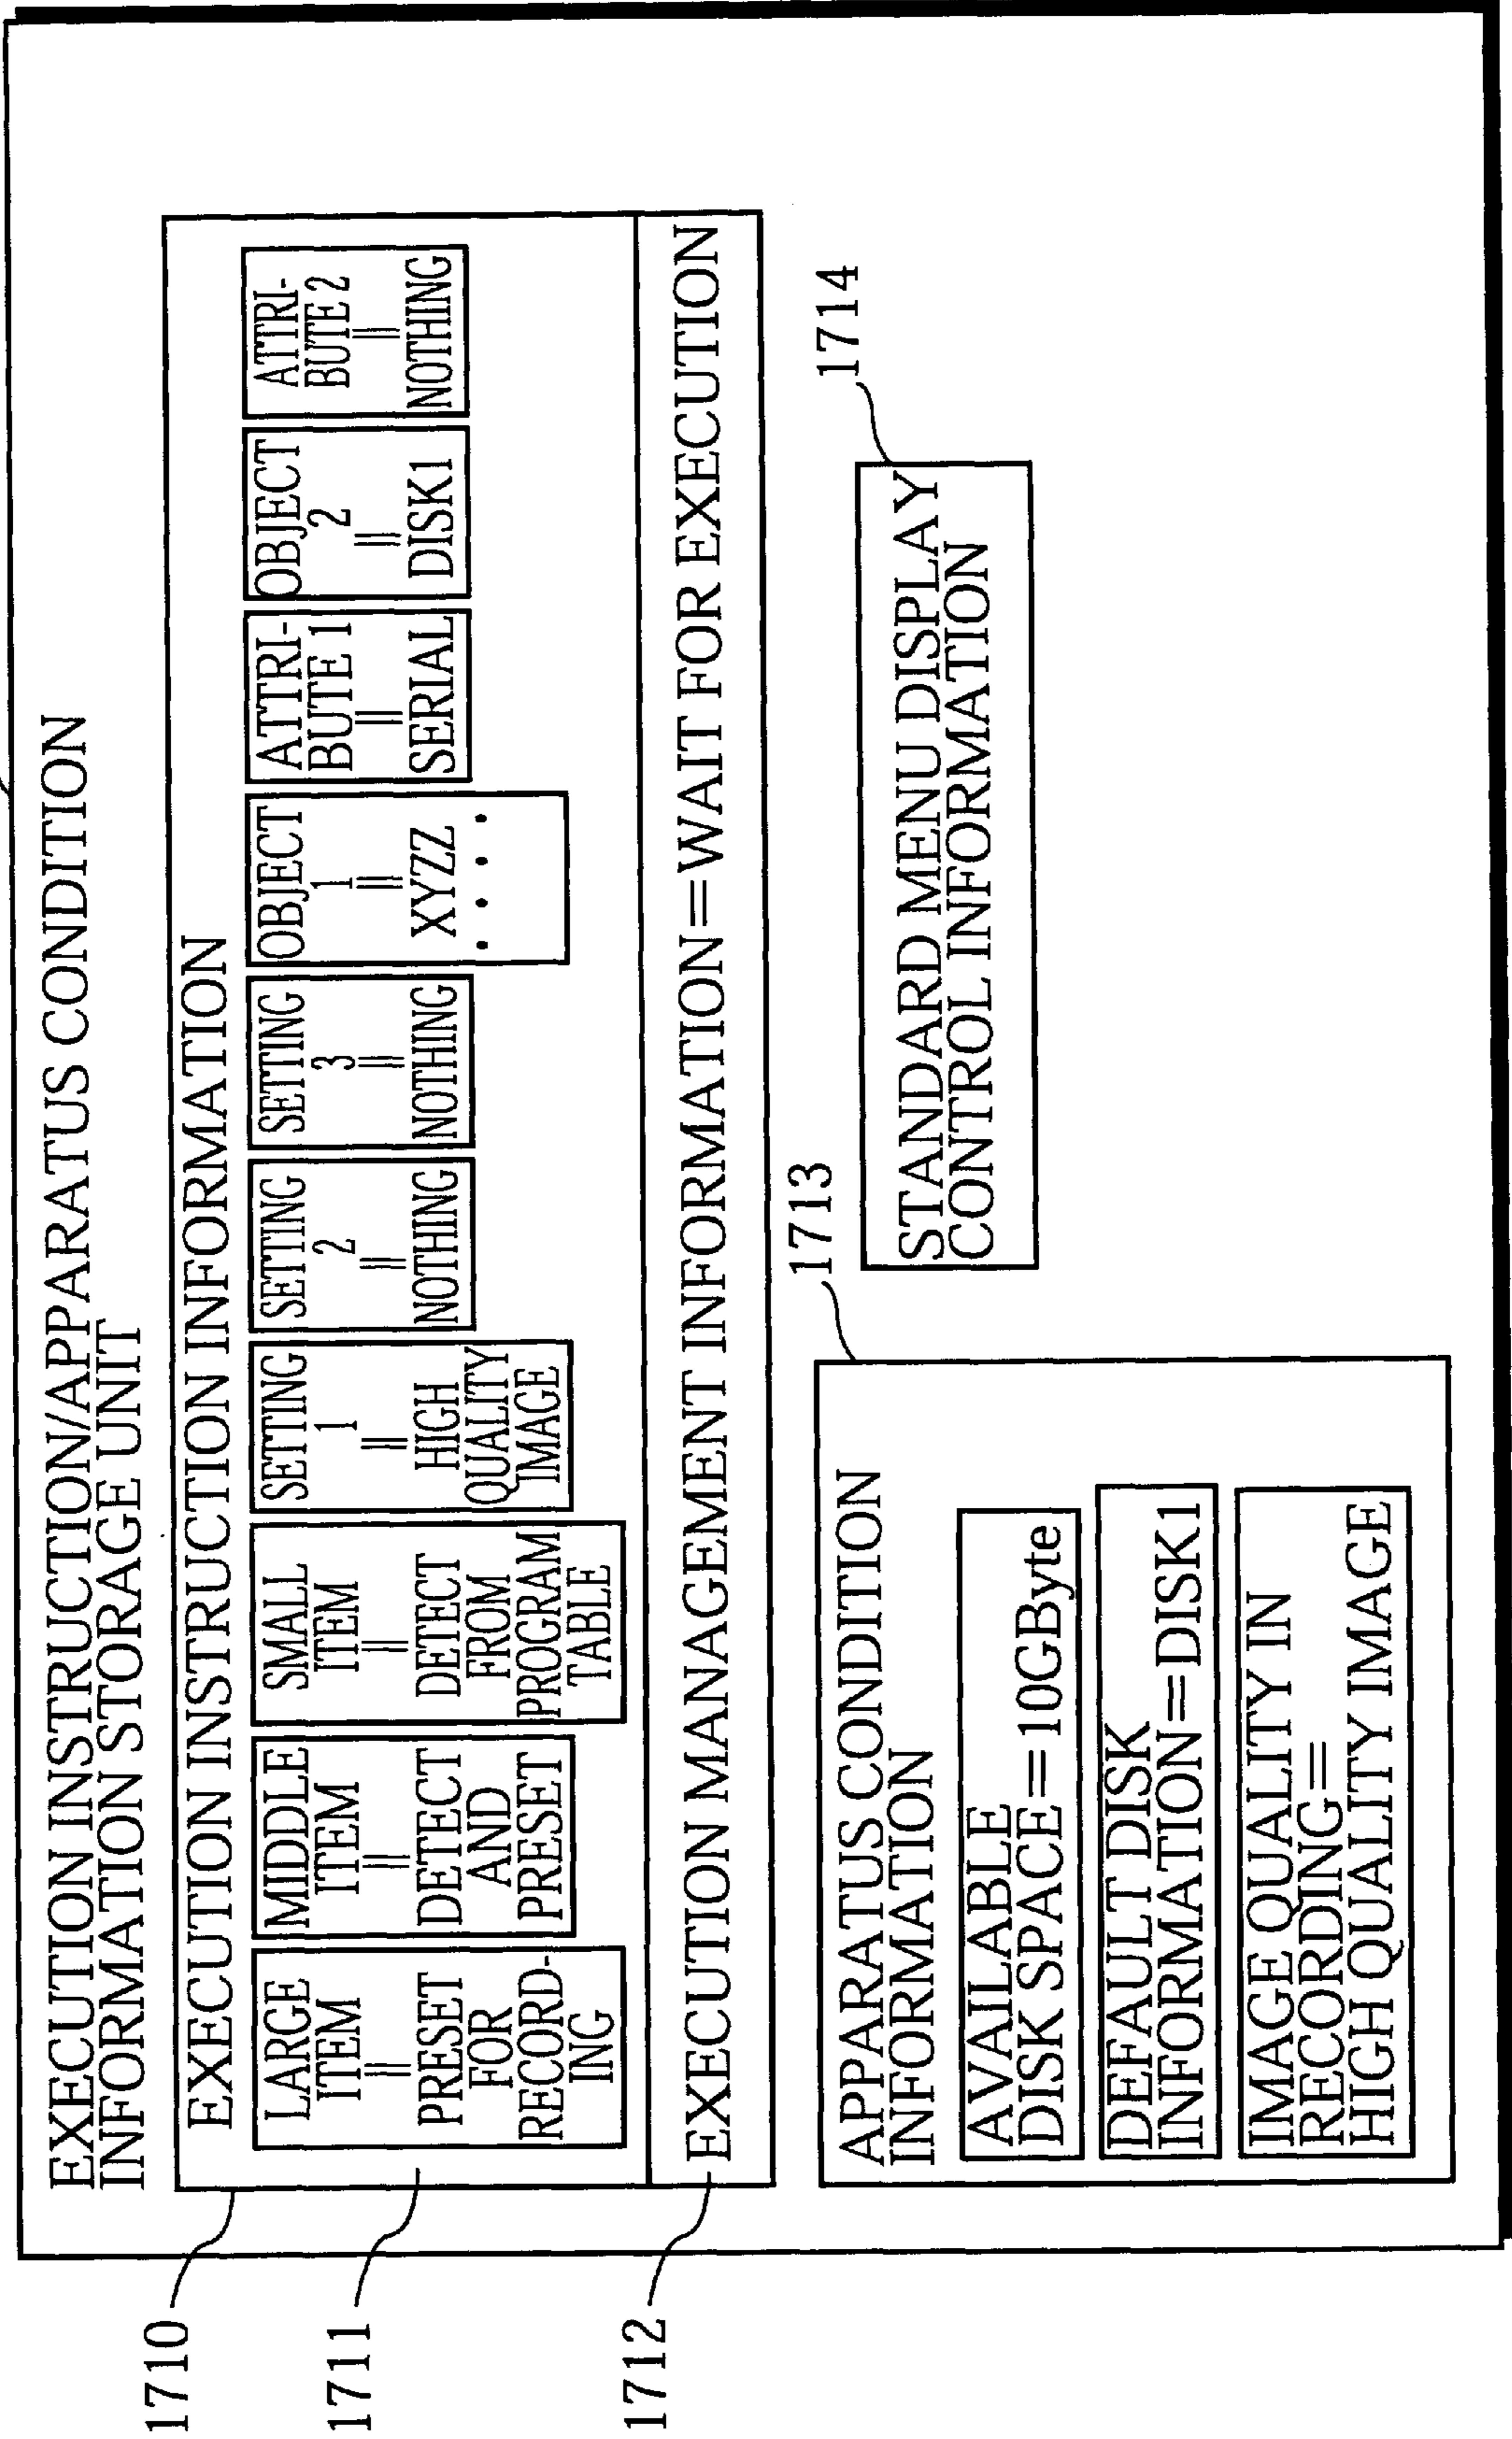 EXECUTION INSTRUCTION/APPARATUS CONDITION
INFORMATION STORAGE UNIT
1710
EXECUTION INSTRUCTION INFORMATION
1711
LARGE
ITEM
=
PRESET
FOR
RECORD-
ING
MIDDLE
ITEM
=
DETECT
AND
PRESET
SMALL
ITEM
=
DETECT
FROM
PROGRAM
TABLE
SETTING
1
=
HIGH
QUALITY
IMAGE
SETTING
2
=
NOTHING
SETTING
3
=
NOTHING
OBJECT
1
=
XYZZ
. . . .
ATTRI-
BUTE 1
=
SERIAL
OBJECT
2
=
DISK1
ATTRI-
BUTE 2
=
NOTHING
1712
EXECUTION MANAGEMENT INFORMATION=WAIT FOR EXECUTION
1713
APPARATUS CONDITION
INFORMATION
AVAILABLE
DISK SPACE=10GByte
DEFAULT DISK
INFORMATION=DISK1
IMAGE QUALITY IN
RECORDING=
HIGH QUALITY IMAGE
1714
STANDARD MENU DISPLAY
CONTROL INFORMATION